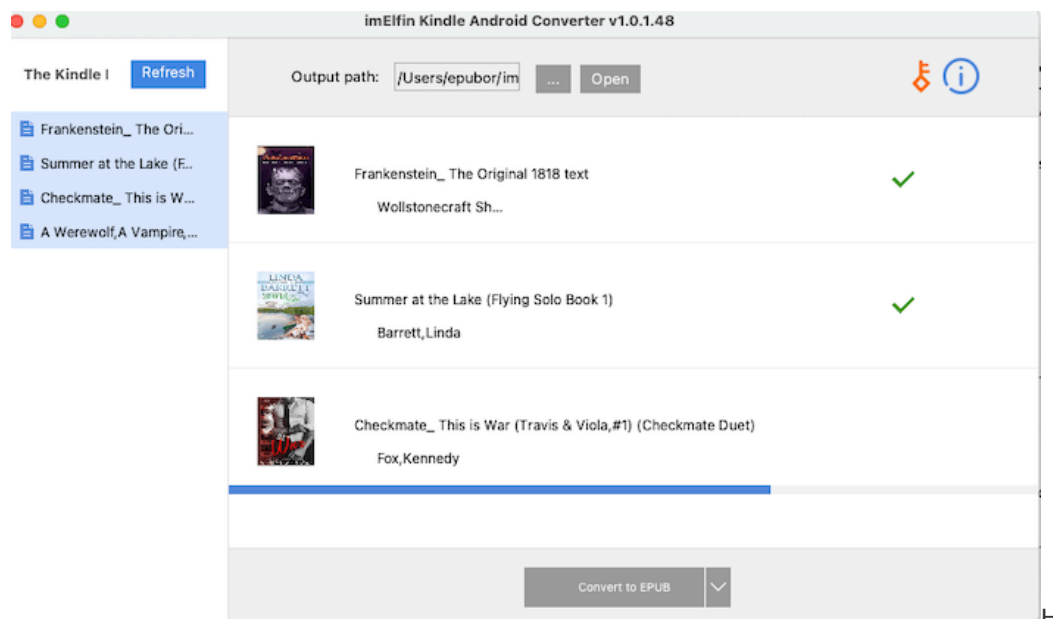 imElfin Kindle Android Converter v1.0.1.48
The Kindle I
Refresh
Output path:
/Users/epubor/im
...
Open
Frankenstein_ The Ori...
Summer at the Lake (F...
Checkmate_ This is W...
A Werewolf,A Vampire,...
Frankenstein_ The Original 1818 text
Wollstonecraft Sh...
LINDA
BARRETT
Summer at the Lake (Flying Solo Book 1)
Barrett,Linda
War
Checkmate_ This is War (Travis & Viola,#1) (Checkmate Duet)
Fox,Kennedy
Convert to EPUB